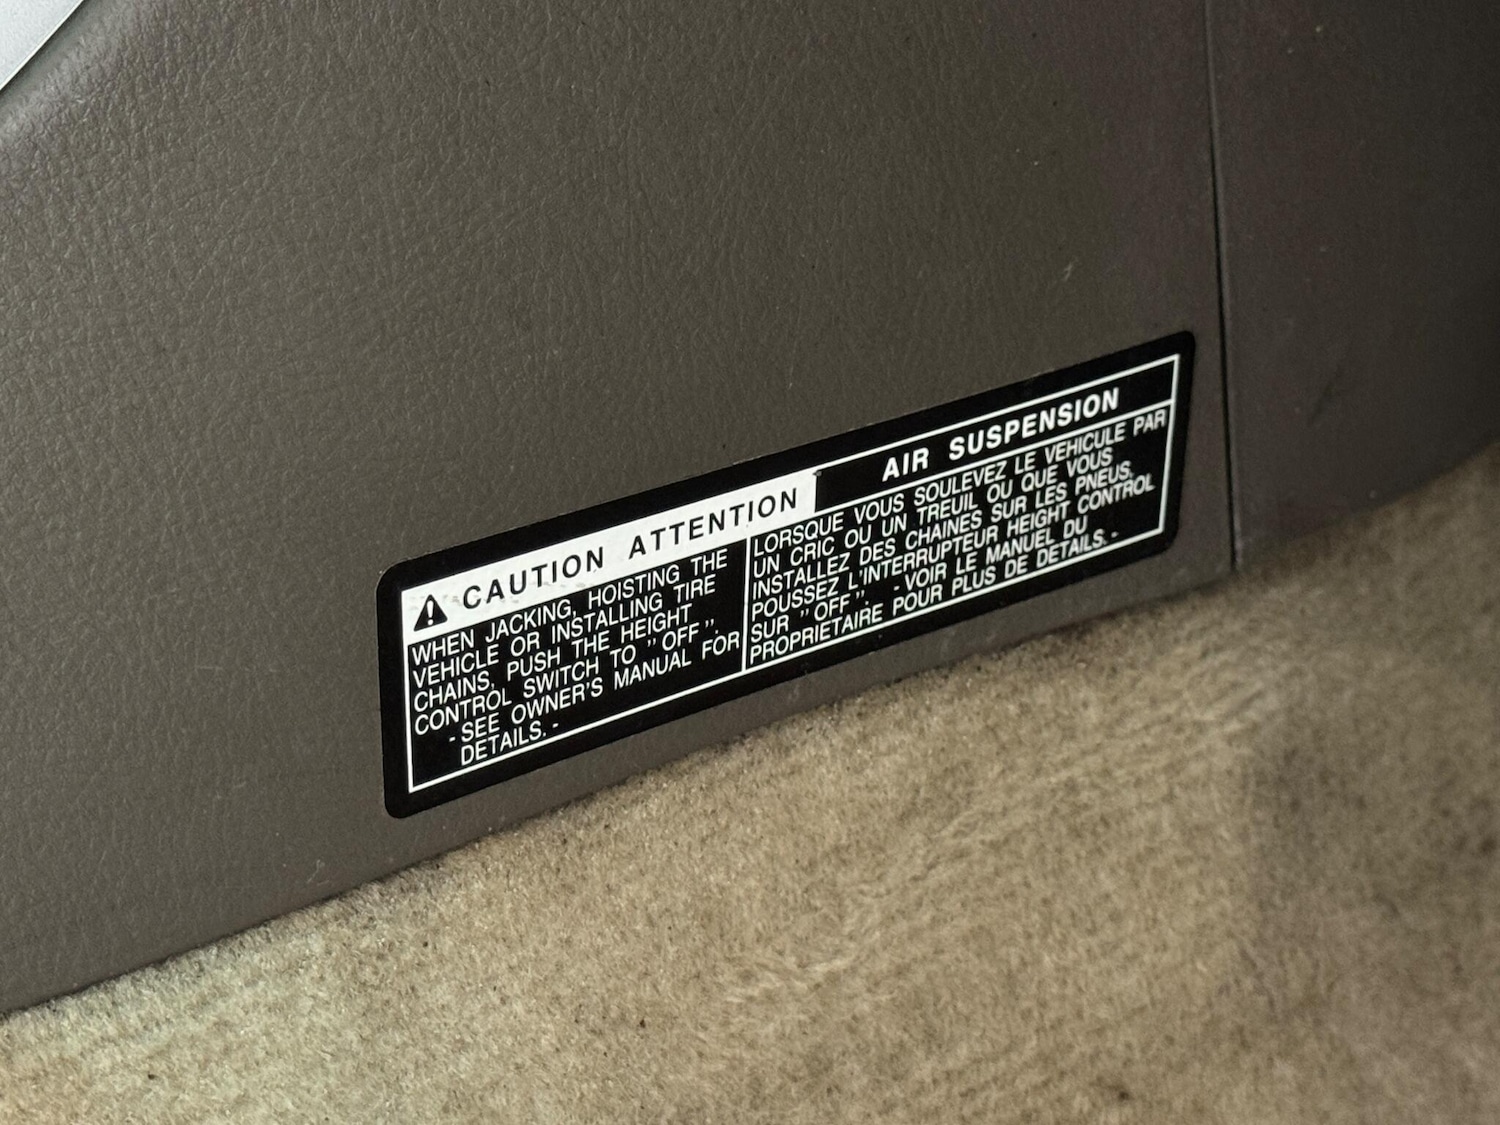 CAUTION ATTENTION
AIR SUSPENSION
WHEN JACKING, HOISTING THE
VEHICLE OR INSTALLING TIRE
CHAINS, PUSH THE HEIGHT
CONTROL SWITCH TO "OFF".
- SEE OWNER'S MANUAL FOR
DETAILS. -
LORSQUE VOUS SOULEVEZ LE VEHICULE PAR
UN CRIC OU UN TREUIL OU QUE VOUS
INSTALLEZ DES CHAINES SUR LES PNEUS,
POUSSEZ L'INTERRUPTEUR HEIGHT CONTROL
SUR "OFF". - VOIR LE MANUEL DU
PROPRIETAIRE POUR PLUS DE DETAILS. -